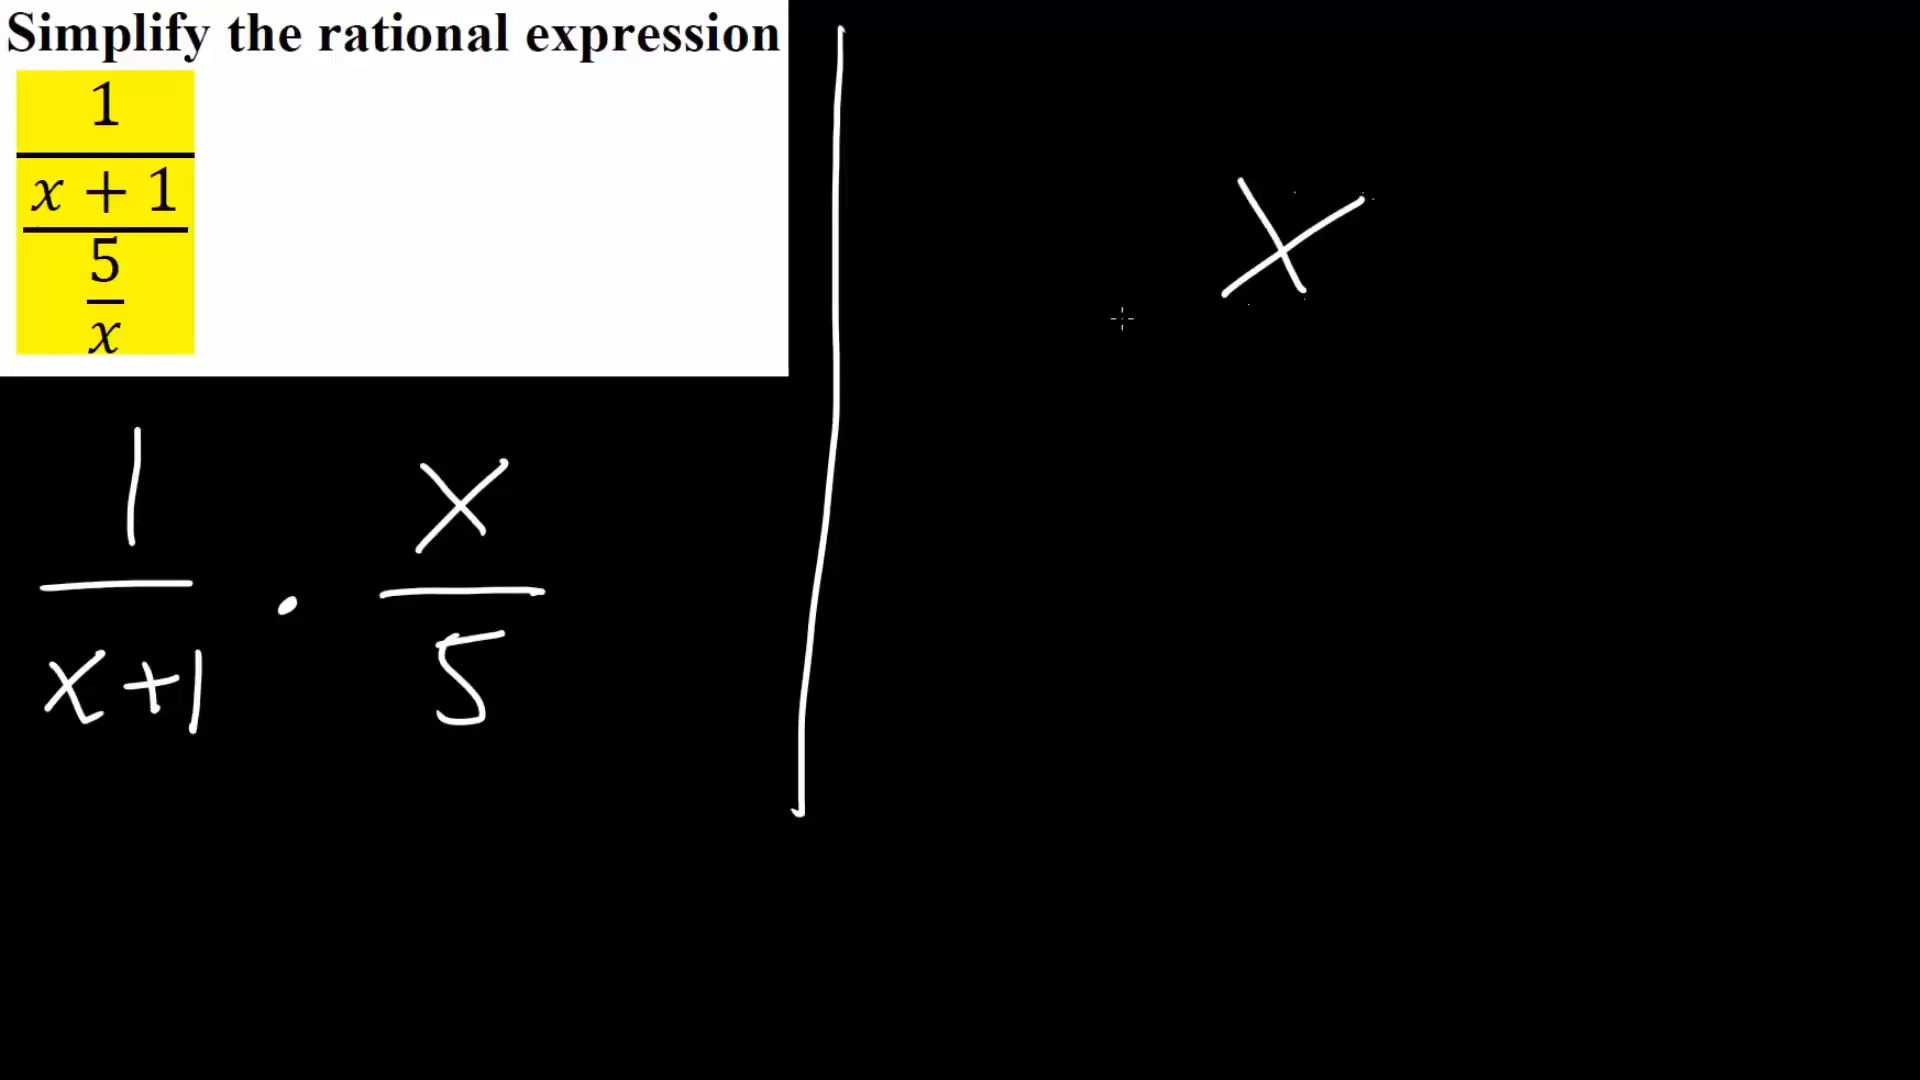 Simplify the rational expression
1
x + 1
5
x
1 · x
x+1 5
x